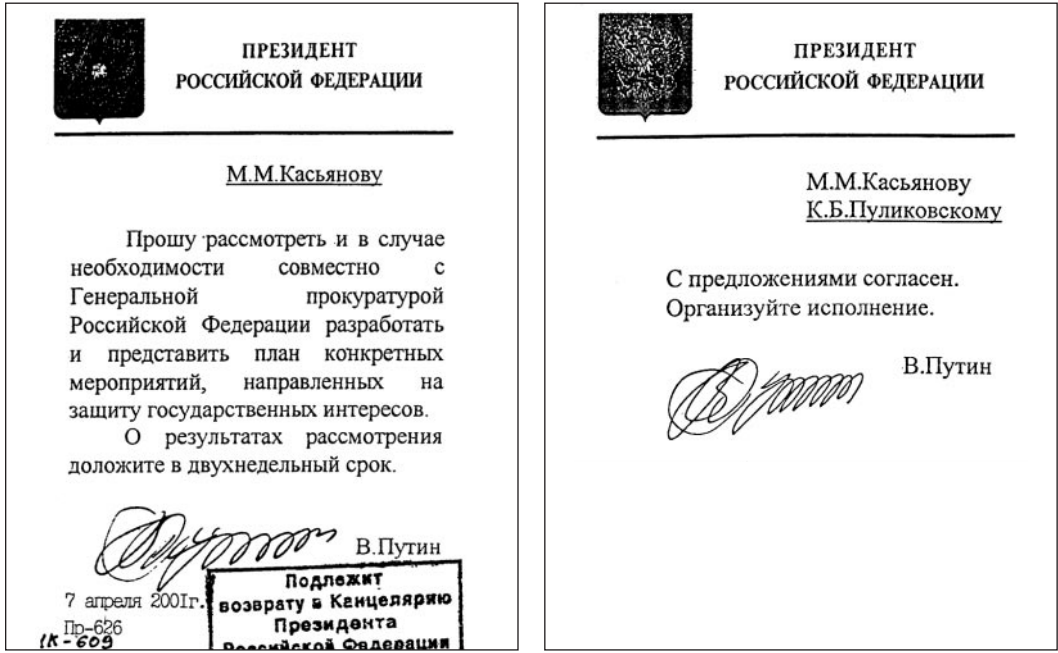 ПРЕЗИДЕНТ
РОССИЙСКОЙ ФЕДЕРАЦИИ
М.М.Касьянову
Прошу рассмотреть и в случае
необходимости совместно с
Генеральной прокуратурой
Российской Федерации разработать
и представить план конкретных
мероприятий, направленных на
защиту государственных интересов.
О результатах рассмотрения
доложите в двухнедельный срок.
В.Путин
7 апреля 2001г.
Пр-626
1К-609
Подлежит
возврату в Канцелярию
Президента
Российской Федерации
ПРЕЗИДЕНТ
РОССИЙСКОЙ ФЕДЕРАЦИИ
М.М.Касьянову
К.Б.Пуликовскому
С предложениями согласен.
Организуйте исполнение.
В.Путин